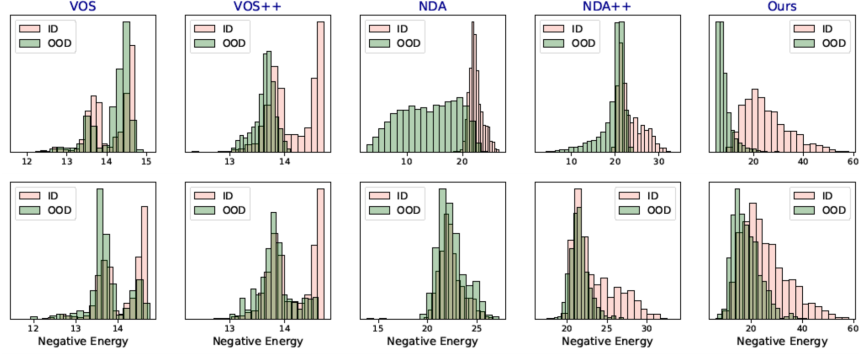 VOS VOS++ NDA NDA++ Ours
ID ID ID ID ID
OOD OOD OOD OOD OOD
12 13 14 15 13 14 10 20 10 20 30 20 40 60
ID ID ID ID ID
OOD OOD OOD OOD OOD
12 13 14 13 14 15 20 25 20 25 30 20 40 60
Negative Energy Negative Energy Negative Energy Negative Energy Negative Energy